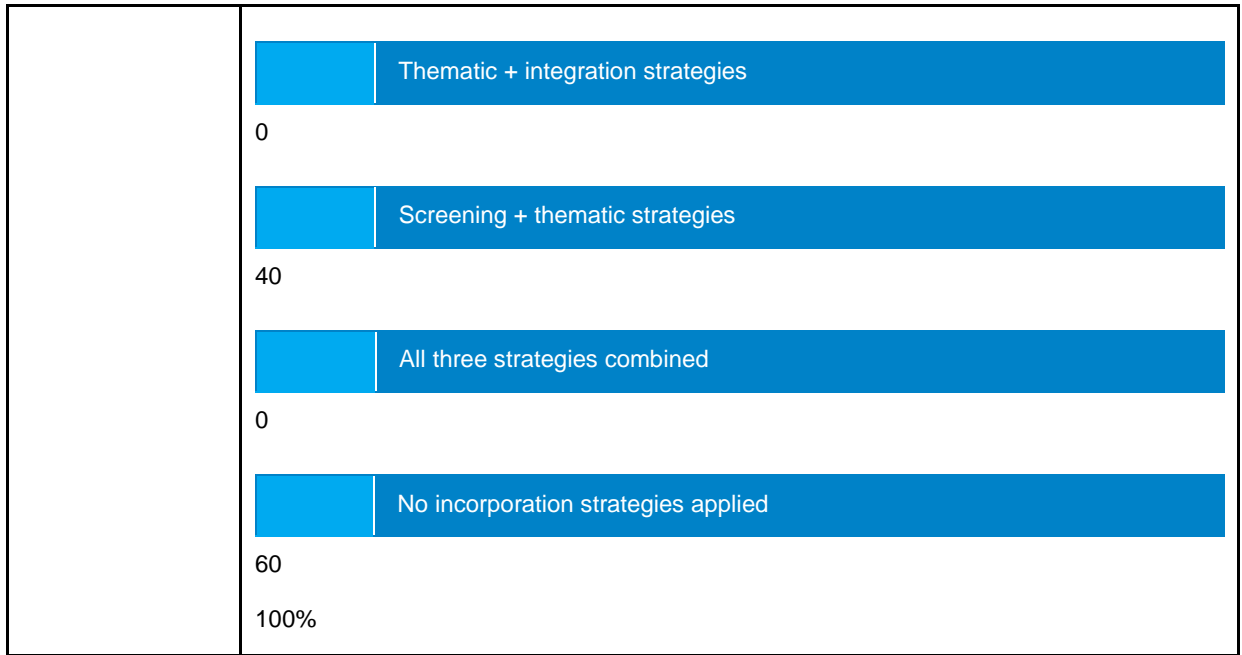 Thematic + integration strategies
0
Screening + thematic strategies
40
All three strategies combined
0
No incorporation strategies applied
60
100%